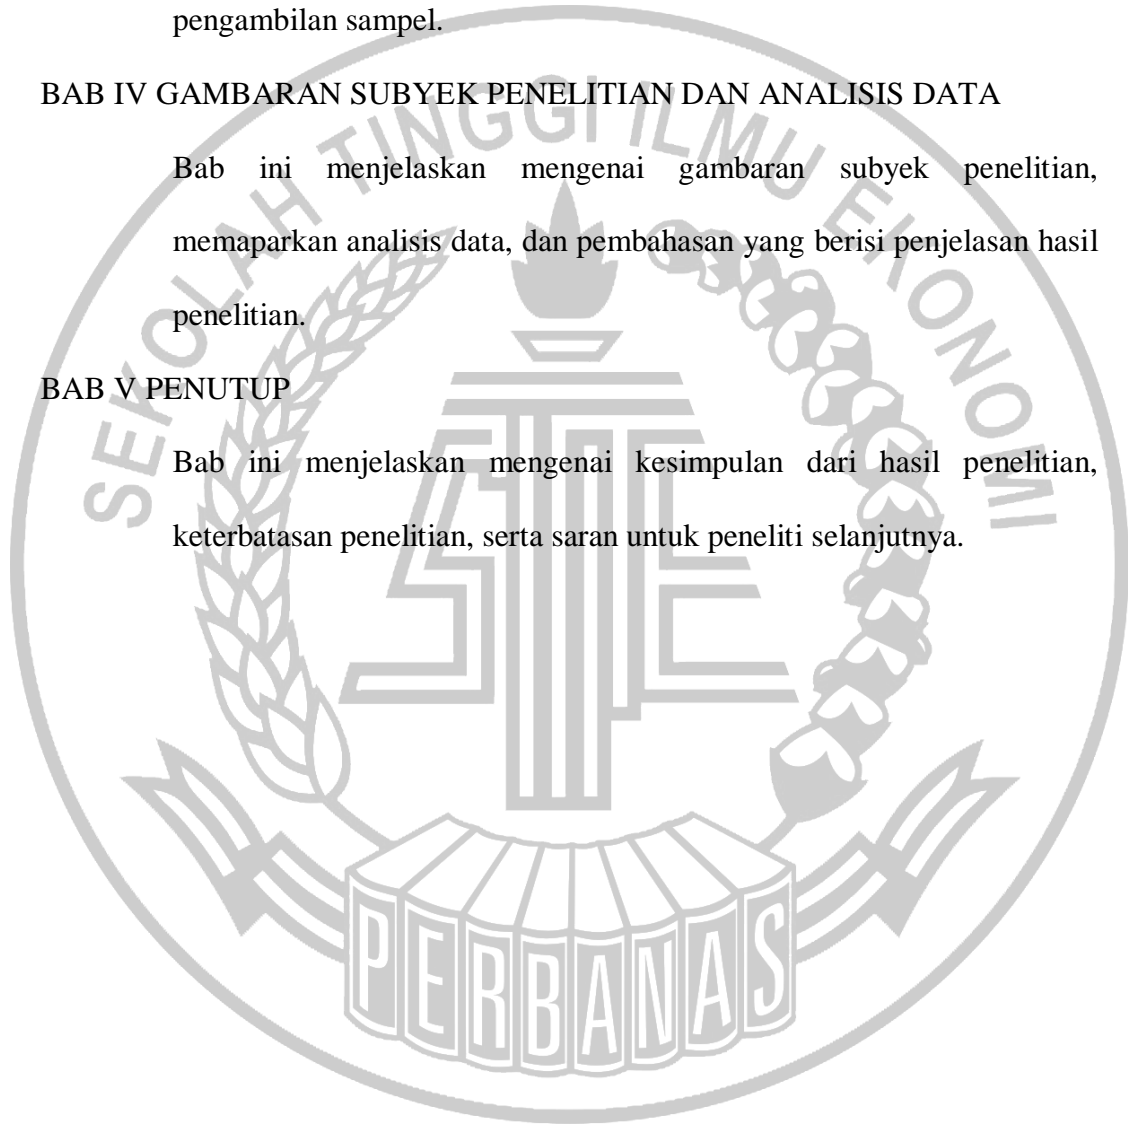 pengambilan sampel.
BAB IV GAMBARAN SUBYEK PENELITIAN DAN ANALISIS DATA
Bab ini menjelaskan mengenai gambaran subyek penelitian,
memaparkan analisis data, dan pembahasan yang berisi penjelasan hasil
penelitian.
BAB V PENUTUP
Bab ini menjelaskan mengenai kesimpulan dari hasil penelitian,
keterbatasan penelitian, serta saran untuk peneliti selanjutnya.
SEKOLAH TINGGI ILMU EKONOMI
STIE
PERBANAS